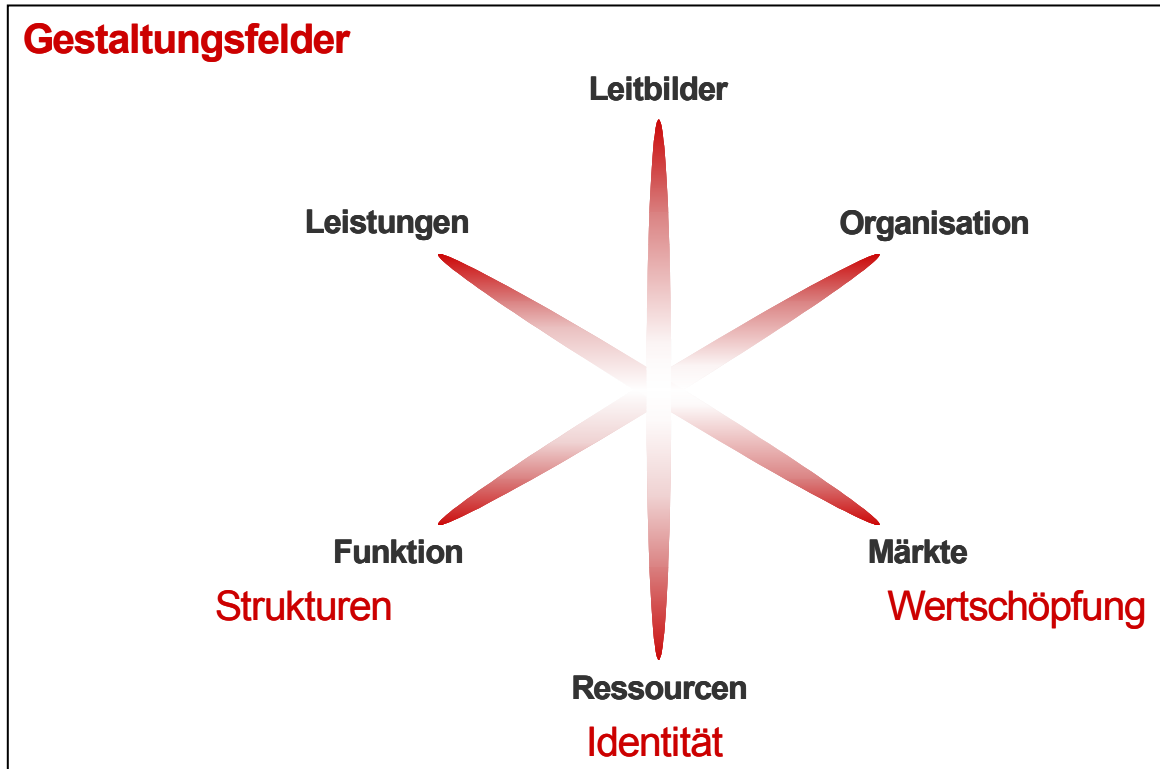 Gestaltungsfelder
Leitbilder
Leistungen
Organisation
Funktion
Märkte
Strukturen
Wertschöpfung
Ressourcen
Identität